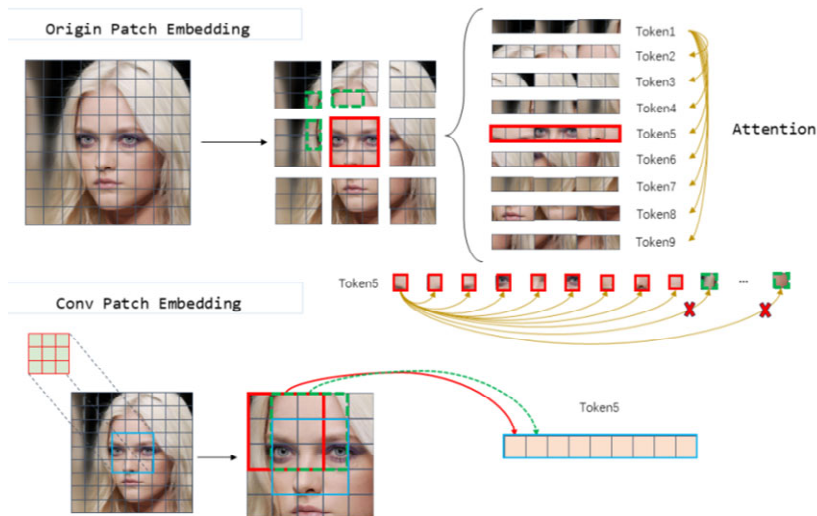 Origin Patch Embedding
Token1
Token2
Token3
Token4
Token5
Token6
Token7
Token8
Token9
Attention
Token5
...
Conv Patch Embedding
Token5